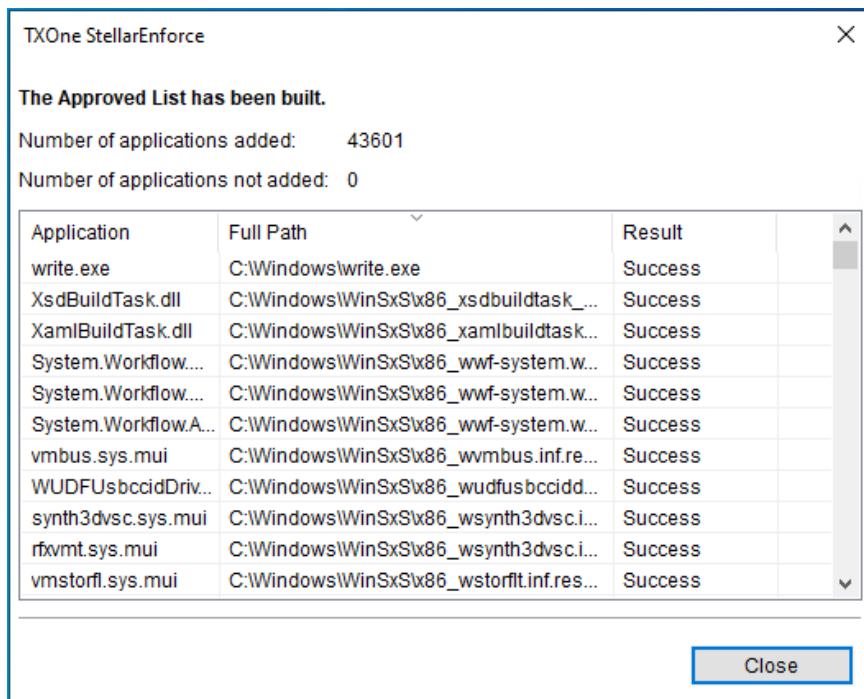 TXOne StellarEnforce
The Approved List has been built.
Number of applications added: 43601
Number of applications not added: 0
Application Full Path Result
write.exe C:\Windows\write.exe Success
XsdBuildTask.dll C:\Windows\WinSxS\x86_xsdbuildtask_... Success
XamlBuildTask.dll C:\Windows\WinSxS\x86_xamlbuildtask... Success
System.Workflow.... C:\Windows\WinSxS\x86_wwf-system.w... Success
System.Workflow.... C:\Windows\WinSxS\x86_wwf-system.w... Success
System.Workflow.A... C:\Windows\WinSxS\x86_wwf-system.w... Success
vmbus.sys.mui C:\Windows\WinSxS\x86_wvmbus.inf.re... Success
WUDFUsbccidDriv... C:\Windows\WinSxS\x86_wudfusbccidd... Success
synth3dvsc.sys.mui C:\Windows\WinSxS\x86_wsynth3dvsc.i... Success
rfxvmt.sys.mui C:\Windows\WinSxS\x86_wsynth3dvsc.i... Success
vmstorfl.sys.mui C:\Windows\WinSxS\x86_wstorflt.inf.res... Success
Close